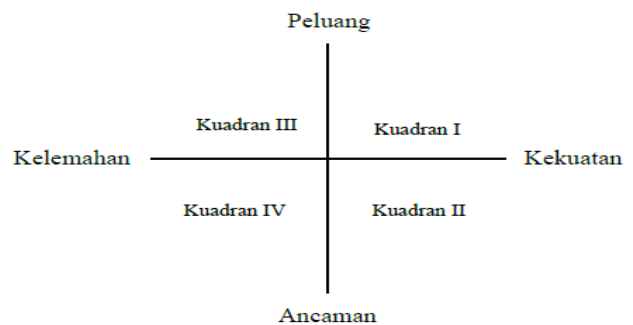 Peluang
Kuadran III
Kuadran I
Kelemahan
Kekuatan
Kuadran IV
Kuadran II
Ancaman